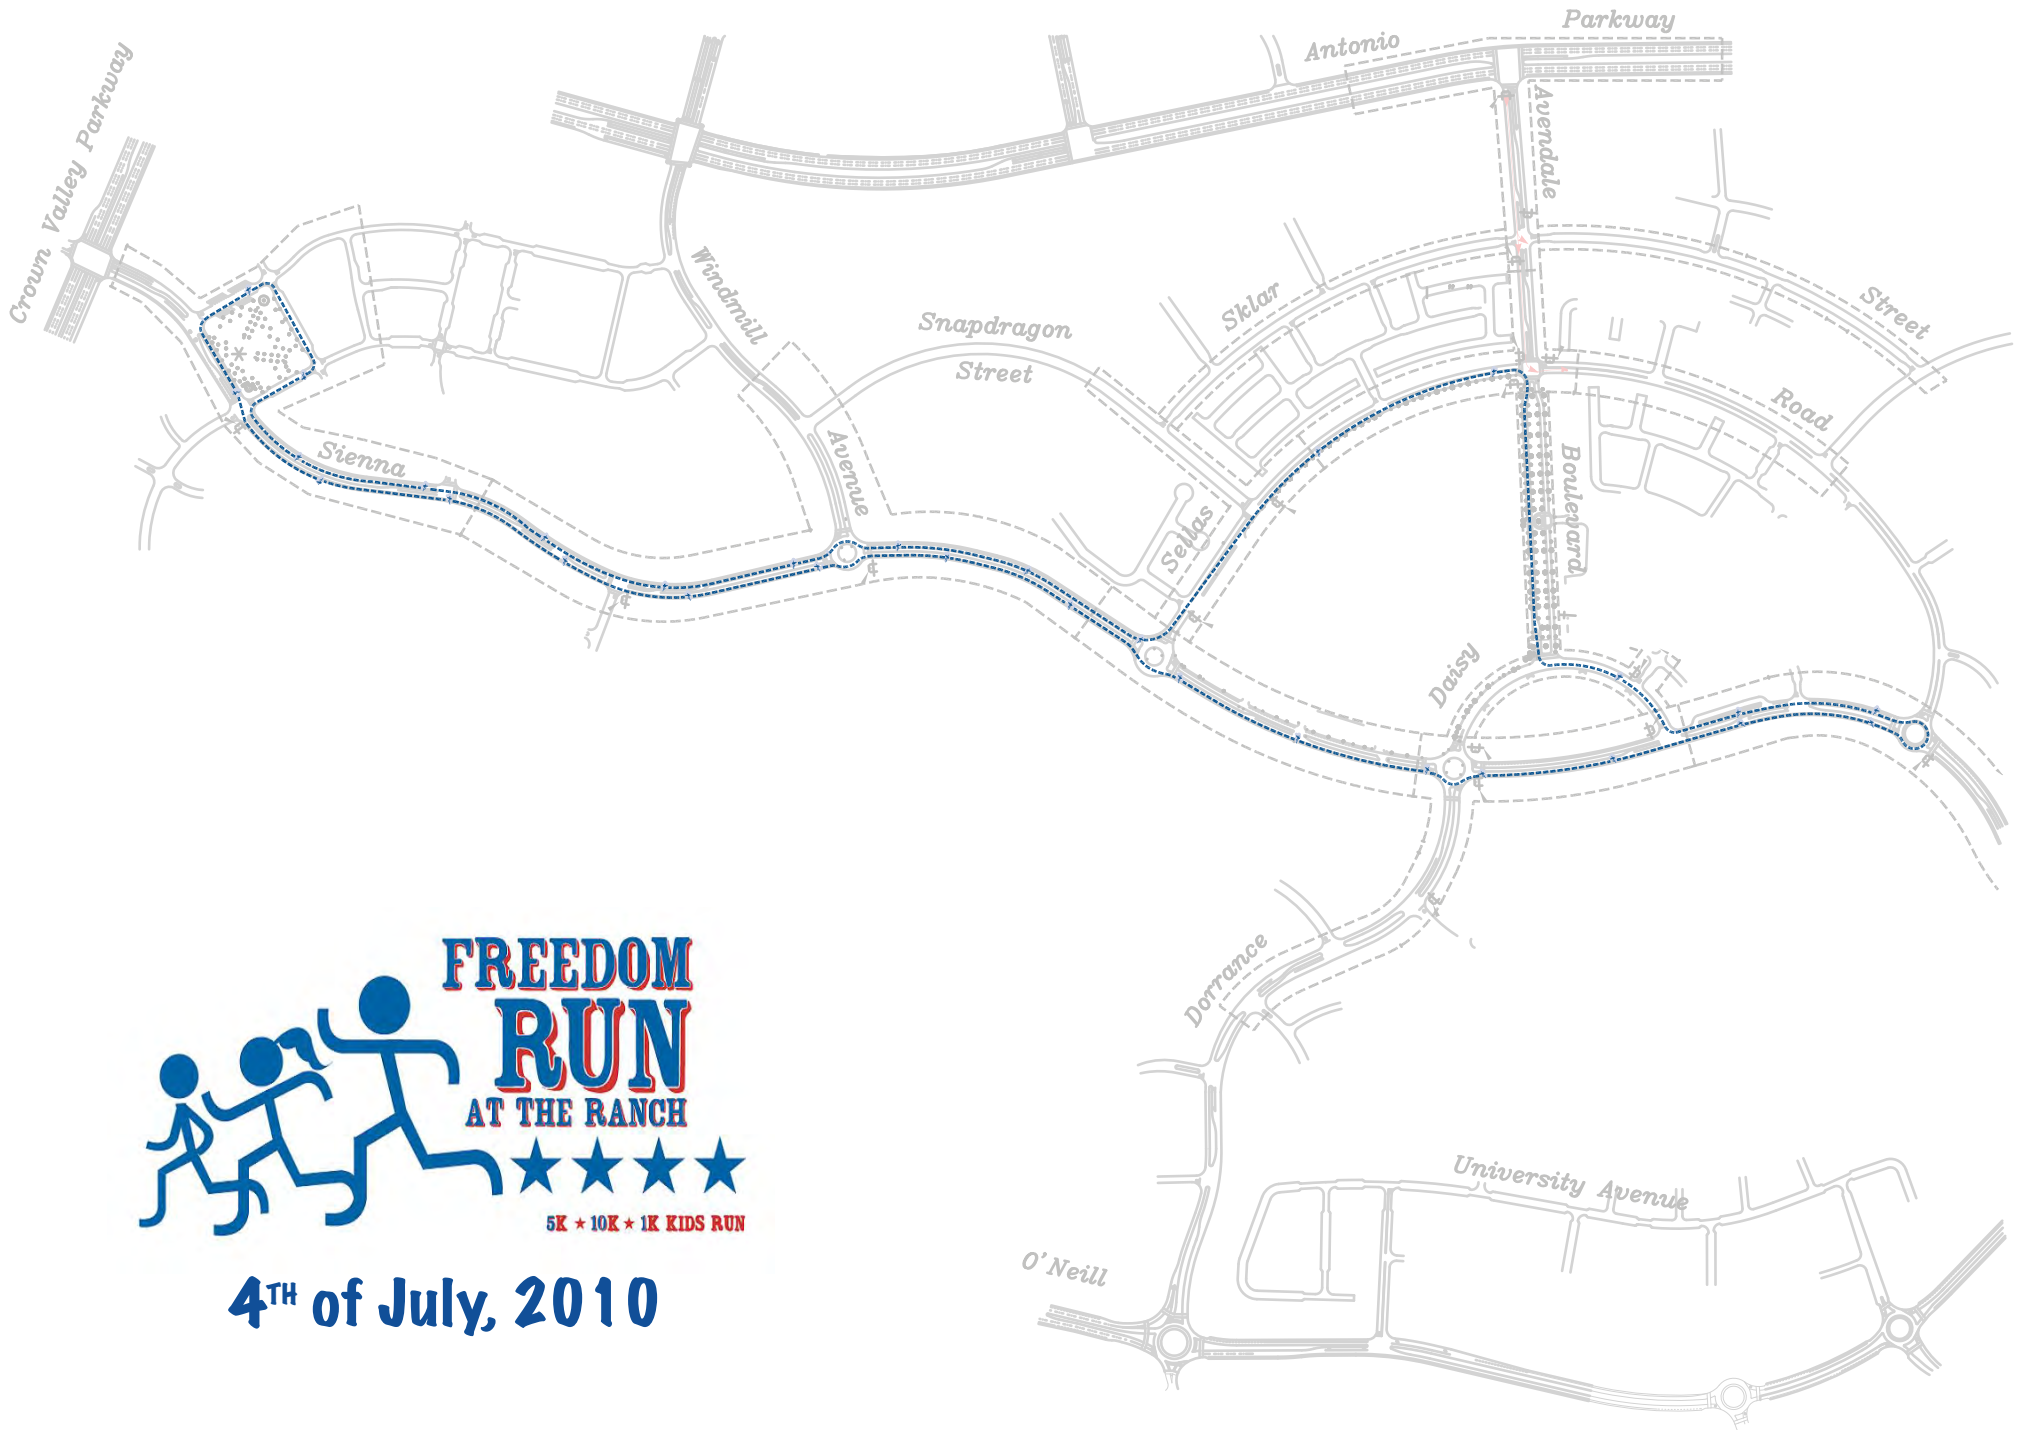 Parkway
Antonio
Crown Valley Parkway
Avendale
Windmill
Sklar
Street
Snapdragon
Street
Road
Sienna
Avenue
Boulevard
Sellas
Daisy
Dorrance
FREEDOM
RUN
AT THE RANCH
5K ★ 10K ★ 1K KIDS RUN
4TH of July, 2010
University Avenue
O'Neill